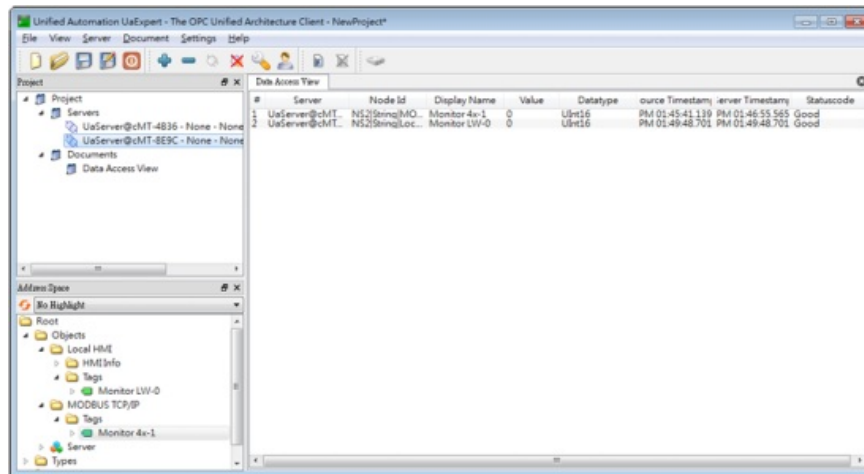 Unified Automation UaExpert - The OPC Unified Architecture Client - NewProject*
File View Server Document Settings Help
Project
Project
Servers
UaServer@cMT-4B36 - None - None
UaServer@cMT-8E9C - None - None
Documents
Data Access View
Address Space
No Highlight
Root
Objects
Local HMI
HMI Info
Tags
Monitor LW-0
MODBUS TCP/IP
Tags
Monitor 4x-1
Server
Types
Data Access View
# Server Node Id Display Name Value Datatype ource Timestamp erver Timestamp Statuscode
1 UaServer@cMT... NS2|String|MO... Monitor 4x-1 0 UInt16 PM 01:45:41.139 PM 01:46:55.565 Good
2 UaServer@cMT... NS2|String|Loc... Monitor LW-0 0 UInt16 PM 01:49:48.701 PM 01:49:48.701 Good